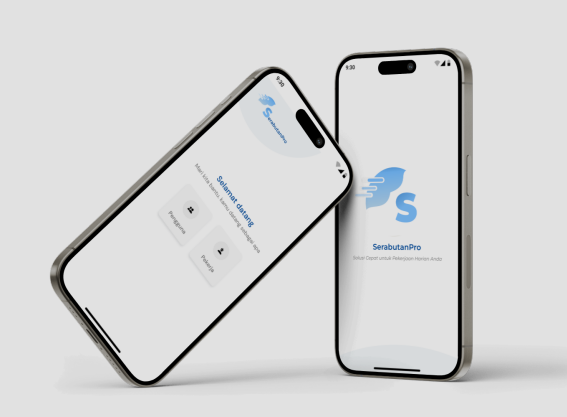 9:30
SerabutanPro
Selamat datang
Mari kita bantu, kamu datang sebagai apa
Pengguna
Pekerja
9:30
S
SerabutanPro
Solusi Cepat untuk Pekerjaan Harian Anda!